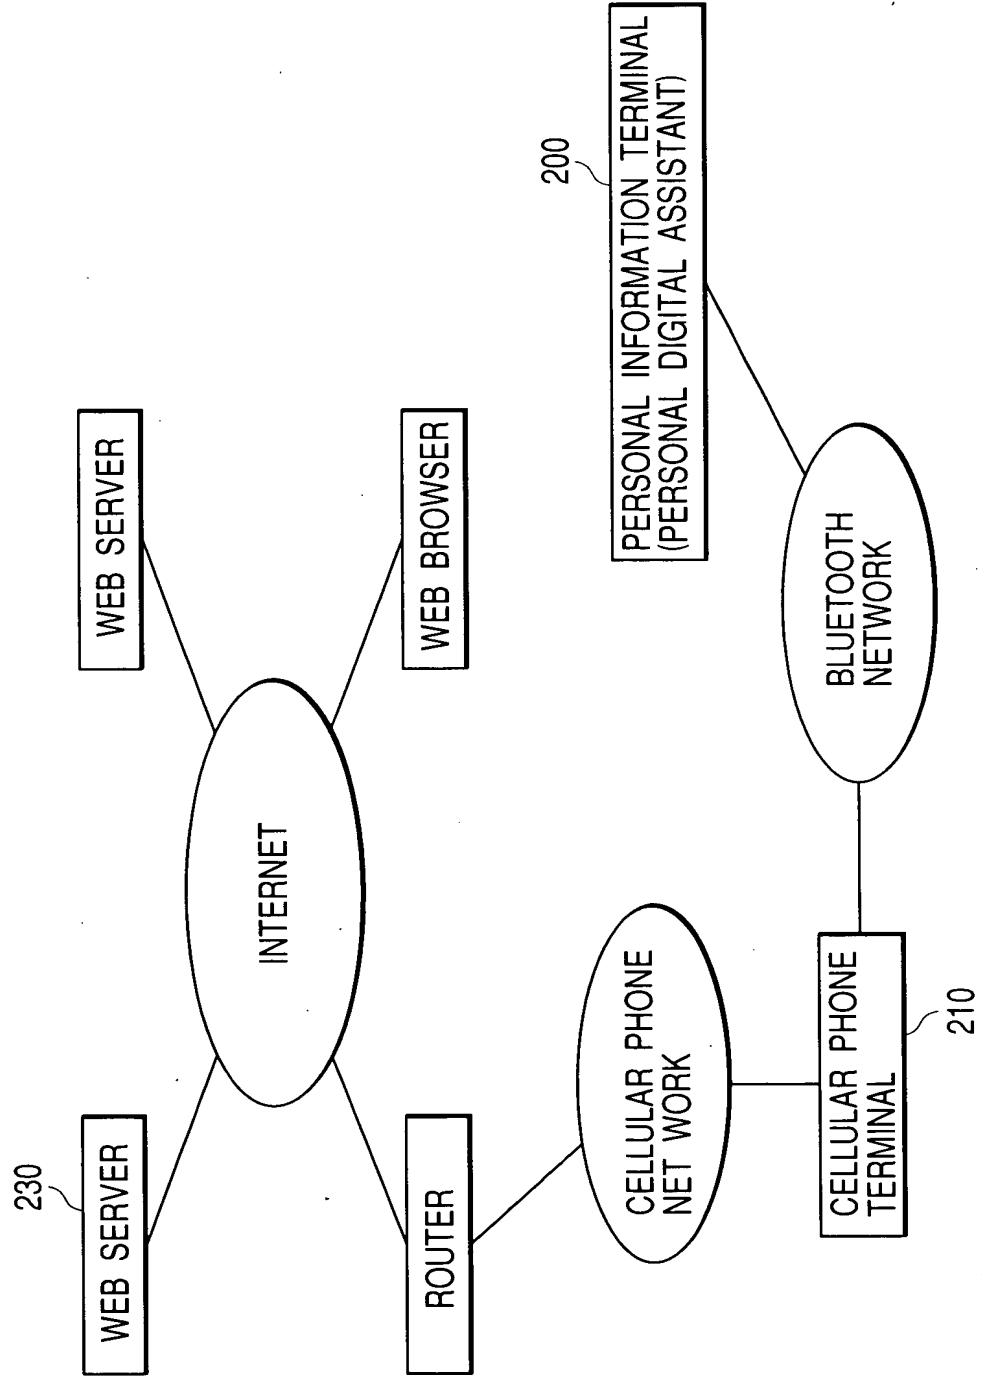 230
WEB SERVER
WEB SERVER
INTERNET
ROUTER
WEB BROWSER
CELLULAR PHONE
NET WORK
200
PERSONAL INFORMATION TERMINAL
(PERSONAL DIGITAL ASSISTANT)
CELLULAR PHONE
TERMINAL
210
BLUETOOTH
NETWORK